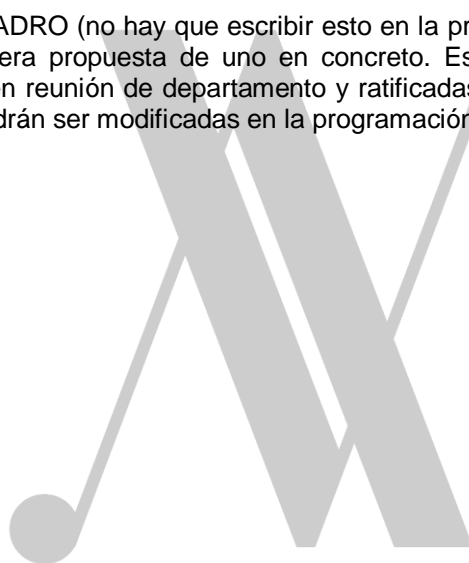 ADRO (no hay que escribir esto en la pr
era propuesta de uno en concreto. Es
en reunión de departamento y ratificadas
drán ser modificadas en la programación